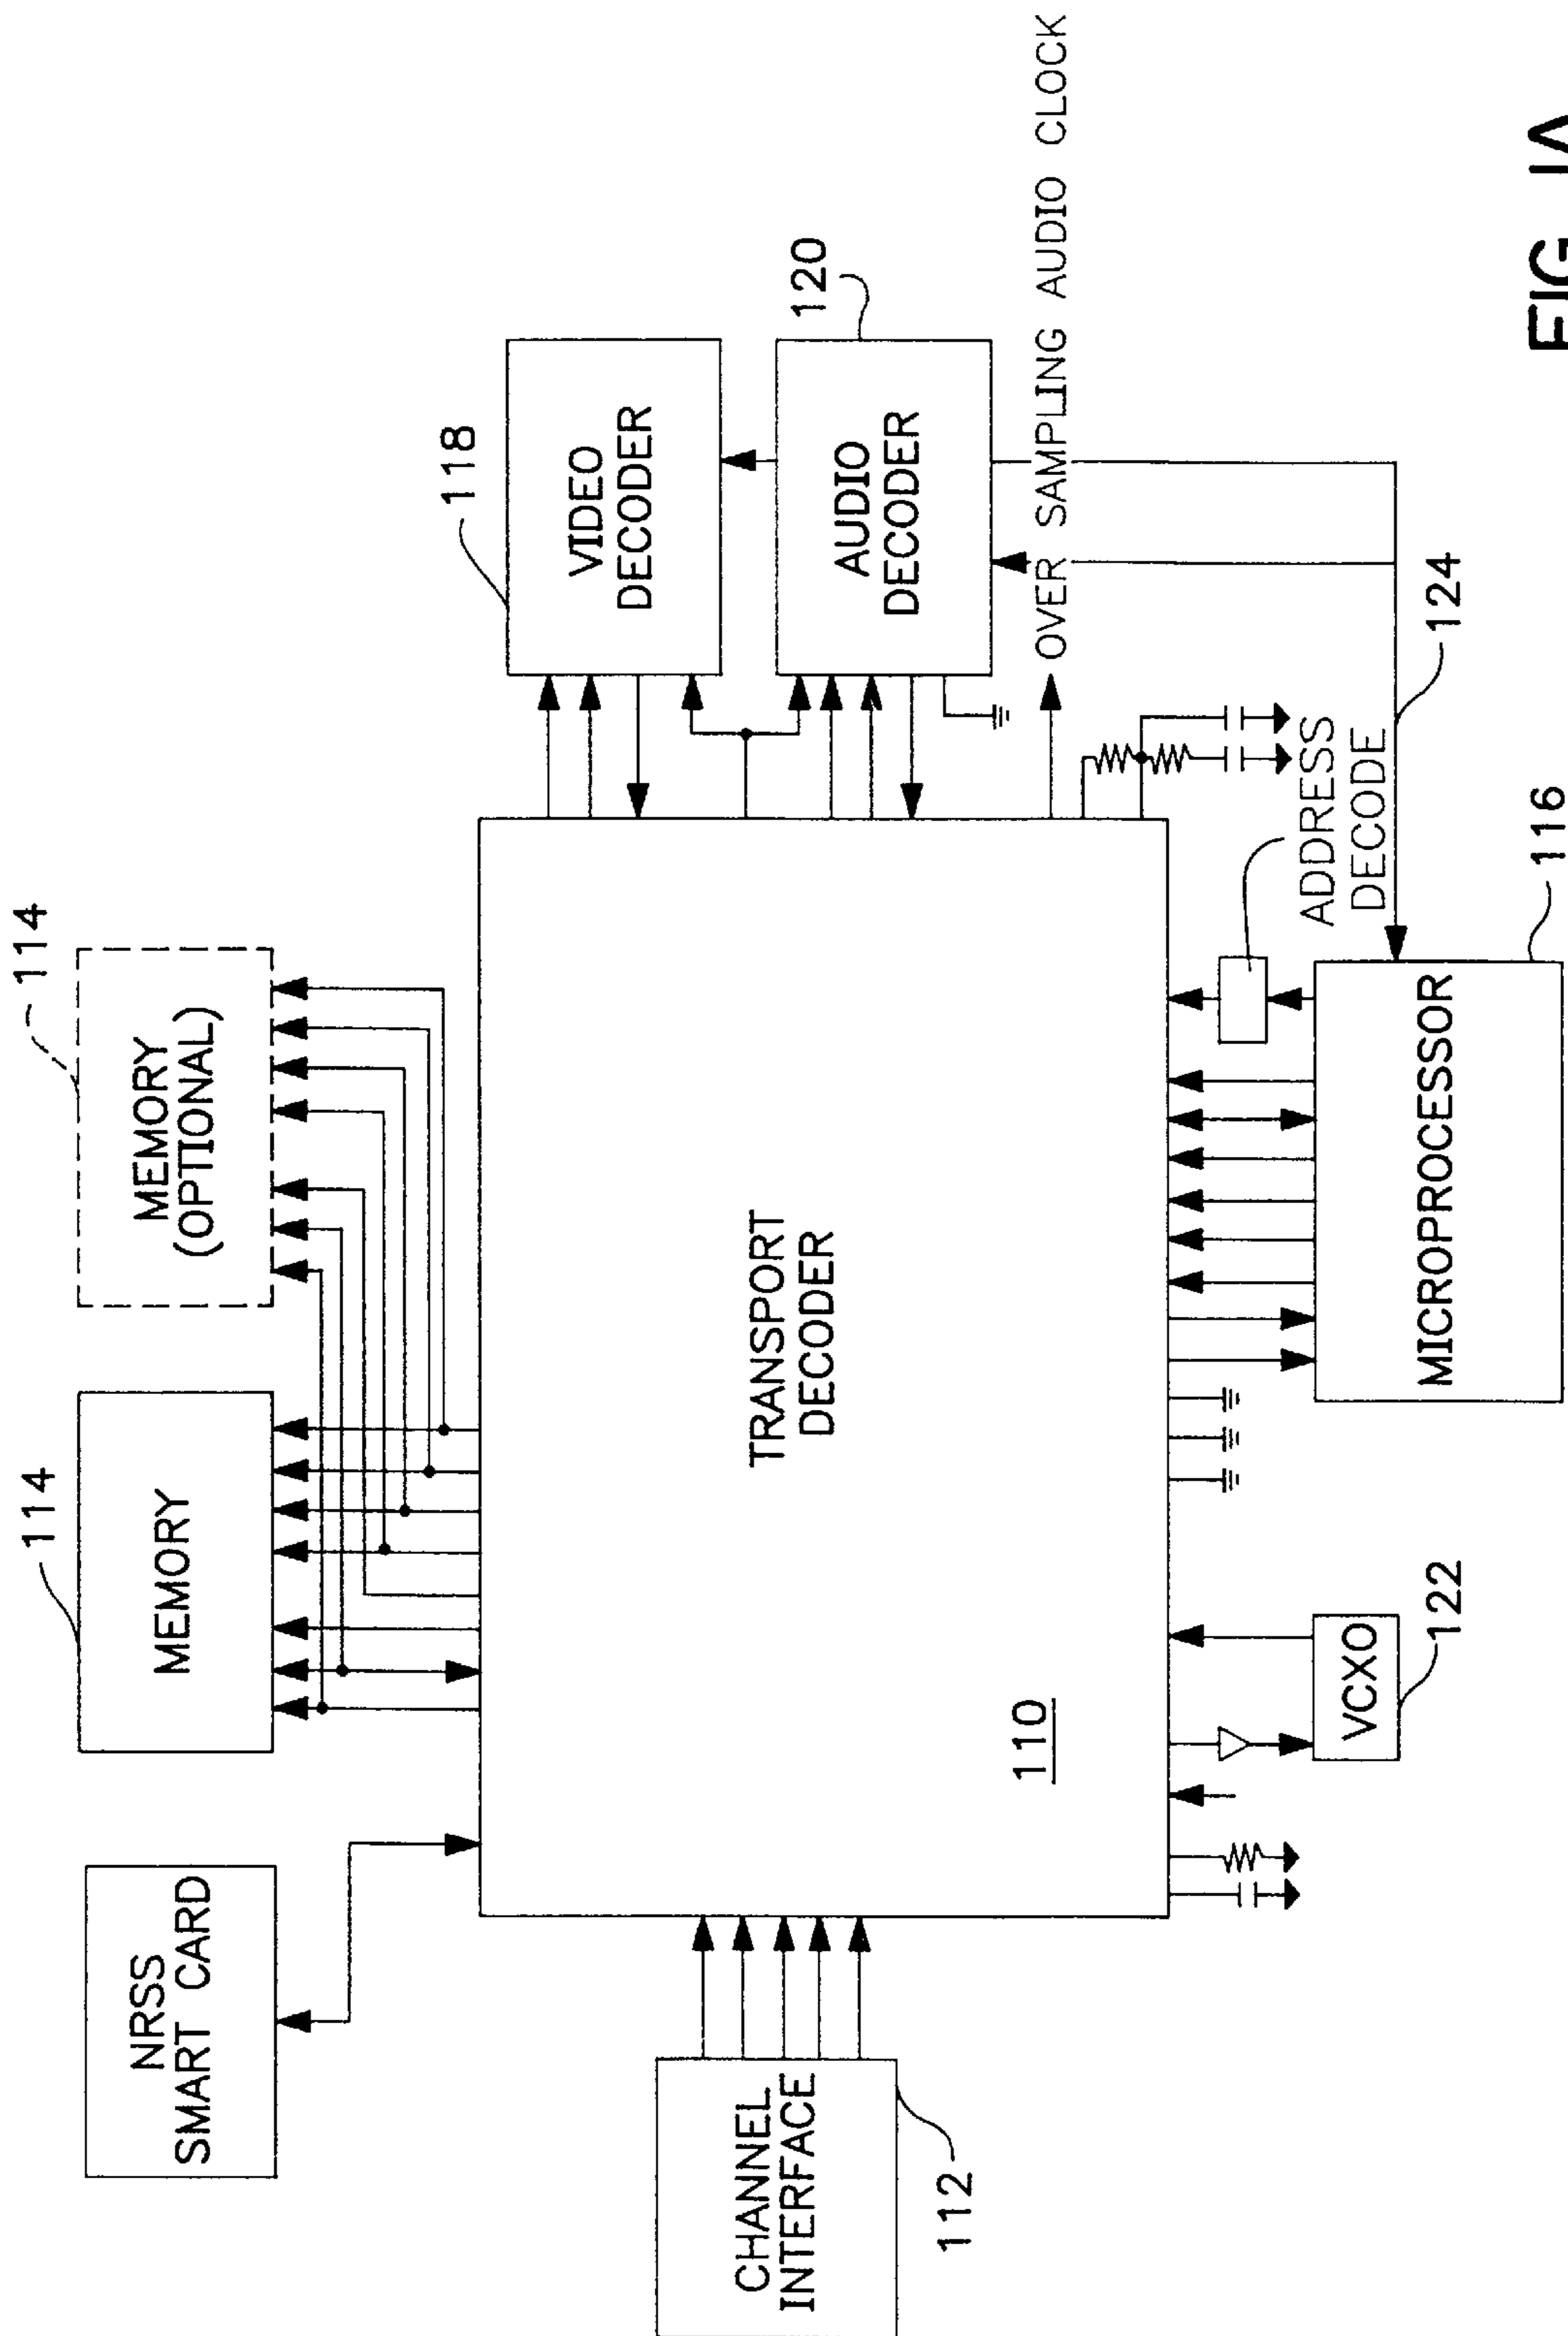 NRSS
SMART CARD
114
MEMORY
114
MEMORY
(OPTIONAL)
CHANNEL
INTERFACE
112
TRANSPORT
DECODER
110
118
VIDEO
DECODER
120
AUDIO
DECODER
OVER SAMPLING AUDIO CLOCK
ADDRESS
DECODE
124
VCXO
122
MICROPROCESSOR
116
FIG. 1A